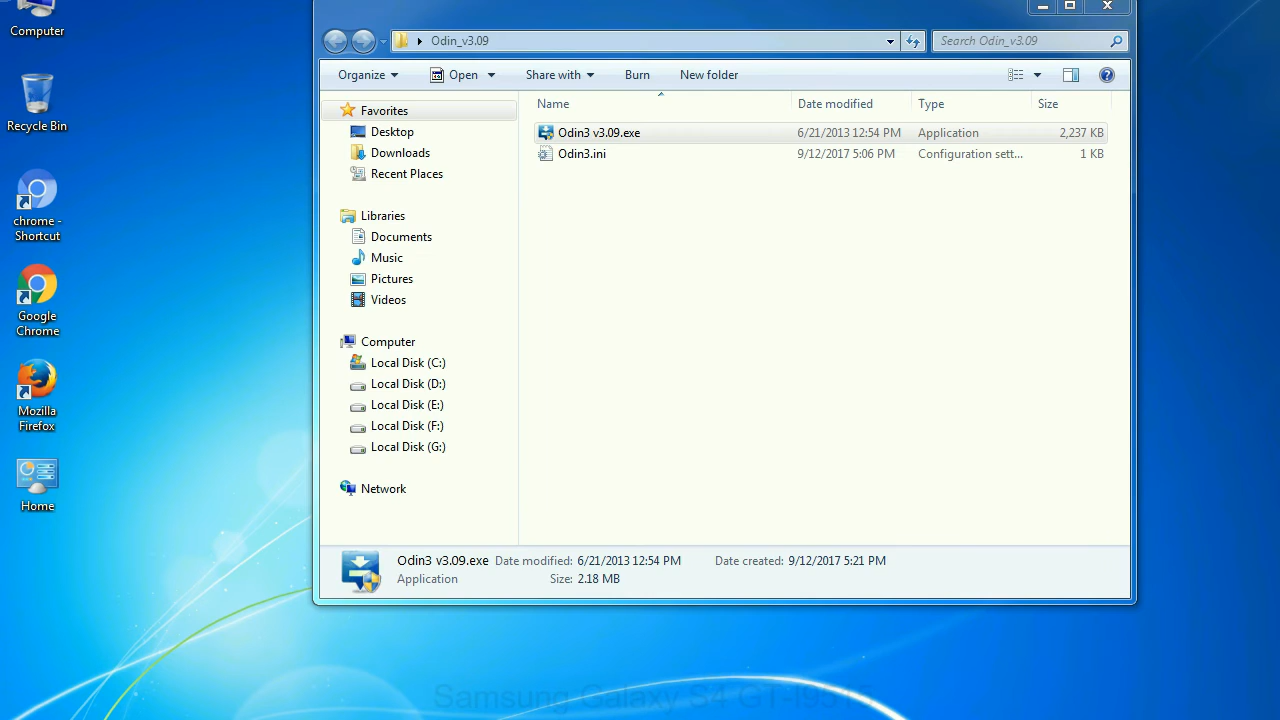 Computer
Recycle Bin
chrome -
Shortcut
Google
Chrome
Mozilla
Firefox
Home
Odin_v3.09
Search Odin_v3.09
Organize
Open
Share with
Burn
New folder
Name
Date modified
Type
Size
Odin3 v3.09.exe
6/21/2013 12:54 PM
Application
2,237 KB
Odin3.ini
9/12/2017 5:06 PM
Configuration sett...
1 KB
Favorites
Desktop
Downloads
Recent Places
Libraries
Documents
Music
Pictures
Videos
Computer
Local Disk (C:)
Local Disk (D:)
Local Disk (E:)
Local Disk (F:)
Local Disk (G:)
Network
Odin3 v3.09.exe Date modified: 6/21/2013 12:54 PM Date created: 9/12/2017 5:21 PM
Application Size: 2.18 MB
Samsung Galaxy S4 GT-I9515